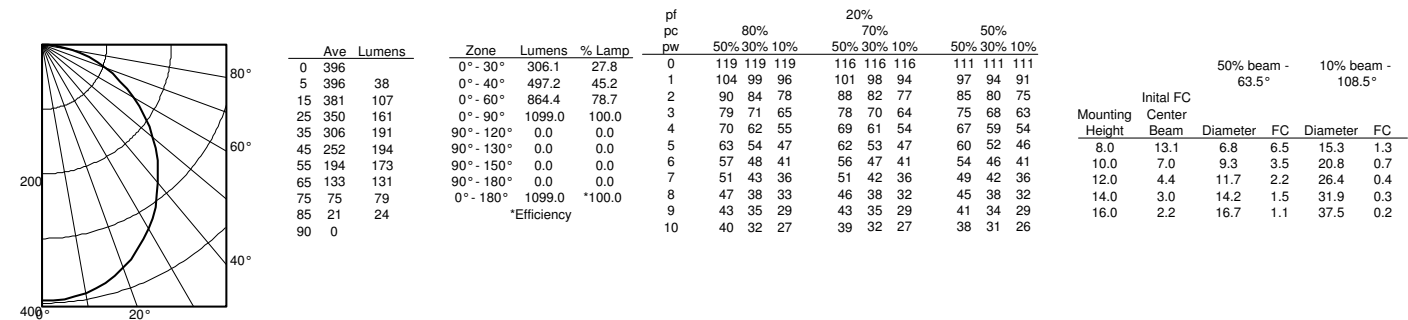 80°
60°
200
40°
400
0°
20°
Ave Lumens
0 396
5 396 38
15 381 107
25 350 161
35 306 191
45 252 194
55 194 173
65 133 131
75 75 79
85 21 24
90 0
Zone Lumens % Lamp
0°- 30° 306.1 27.8
0°- 40° 497.2 45.2
0°- 60° 864.4 78.7
0°- 90° 1099.0 100.0
90°- 120° 0.0 0.0
90°- 130° 0.0 0.0
90°- 150° 0.0 0.0
90°- 180° 0.0 0.0
0°- 180° 1099.0 *100.0
*Efficiency
pf 20%
pc 80% 70% 50%
pw 50% 30% 10% 50% 30% 10% 50% 30% 10%
0 119 119 119 116 116 116 111 111 111
1 104 99 96 101 98 94 97 94 91
2 90 84 78 88 82 77 85 80 75
3 79 71 65 78 70 64 75 68 63
4 70 62 55 69 61 54 67 59 54
5 63 54 47 62 53 47 60 52 46
6 57 48 41 56 47 41 54 46 41
7 51 43 36 51 42 36 49 42 36
8 47 38 33 46 38 32 45 38 32
9 43 35 29 43 35 29 41 34 29
10 40 32 27 39 32 27 38 31 26
50% beam - 10% beam -
63.5° 108.5°
Inital FC
Mounting Center
Height Beam Diameter FC Diameter FC
8.0 13.1 6.8 6.5 15.3 1.3
10.0 7.0 9.3 3.5 20.8 0.7
12.0 4.4 11.7 2.2 26.4 0.4
14.0 3.0 14.2 1.5 31.9 0.3
16.0 2.2 16.7 1.1 37.5 0.2